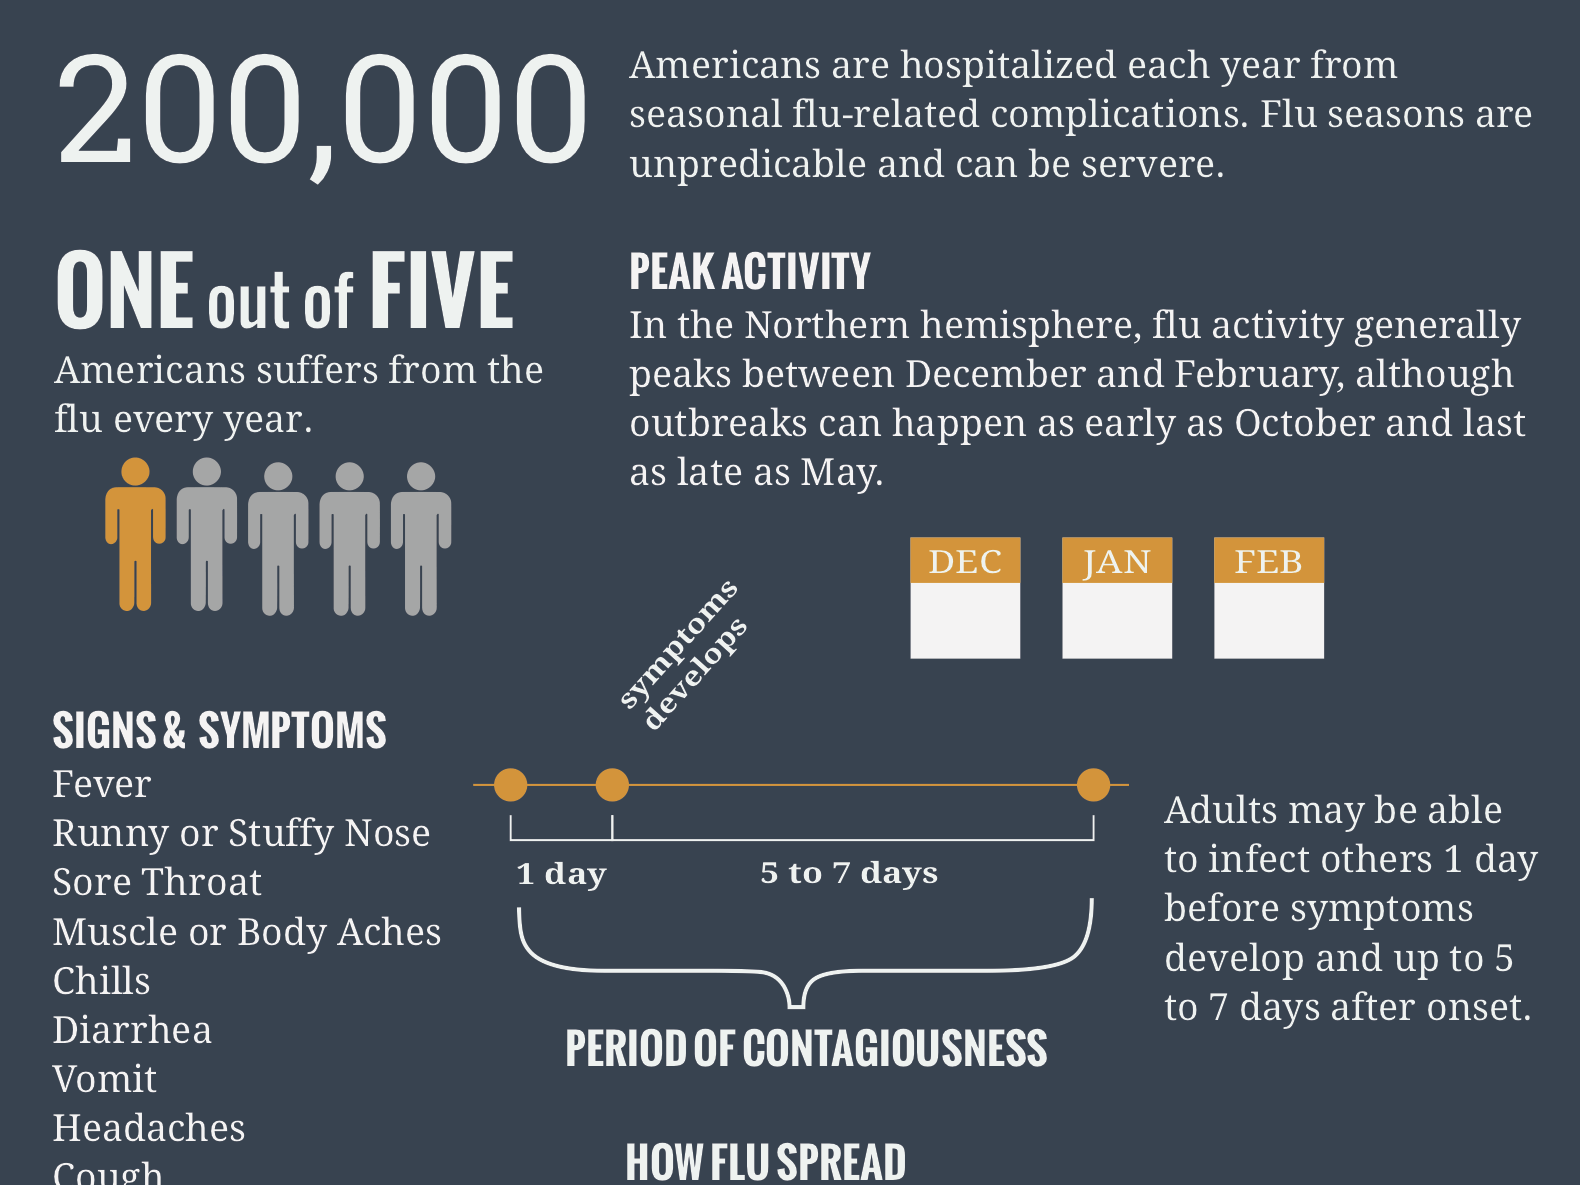 200,000
Americans are hospitalized each year from
seasonal flu-related complications. Flu seasons are
unpredicable and can be servere.
ONE out of FIVE
Americans suffers from the
flu every year.
PEAK ACTIVITY
In the Northern hemisphere, flu activity generally
peaks between December and February, although
outbreaks can happen as early as October and last
as late as May.
DEC JAN FEB
symptoms
develops
SIGNS & SYMPTOMS
Fever
Runny or Stuffy Nose
Sore Throat
Muscle or Body Aches
Chills
Diarrhea
Vomit
Headaches
Cough
1 day 5 to 7 days
PERIOD OF CONTAGIOUSNESS
Adults may be able
to infect others 1 day
before symptoms
develop and up to 5
to 7 days after onset.
HOW FLU SPREAD